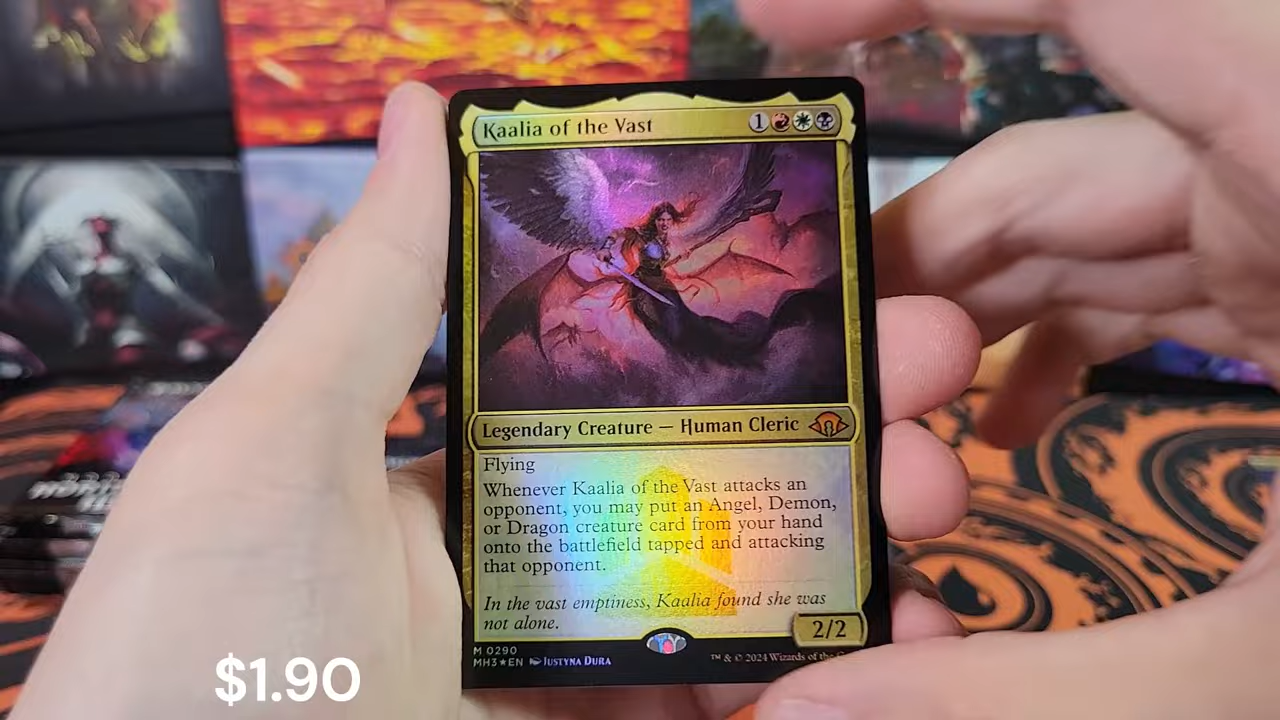 Kaalia of the Vast
1
Legendary Creature — Human Cleric
Flying
Whenever Kaalia of the Vast attacks an
opponent, you may put an Angel, Demon,
or Dragon creature card from your hand
onto the battlefield tapped and attacking
that opponent.
In the vast emptiness, Kaalia found she was
not alone.
2/2
M 0290
MH3★EN Justyna Dura
™ & © 2024 Wizards of the
$1.90